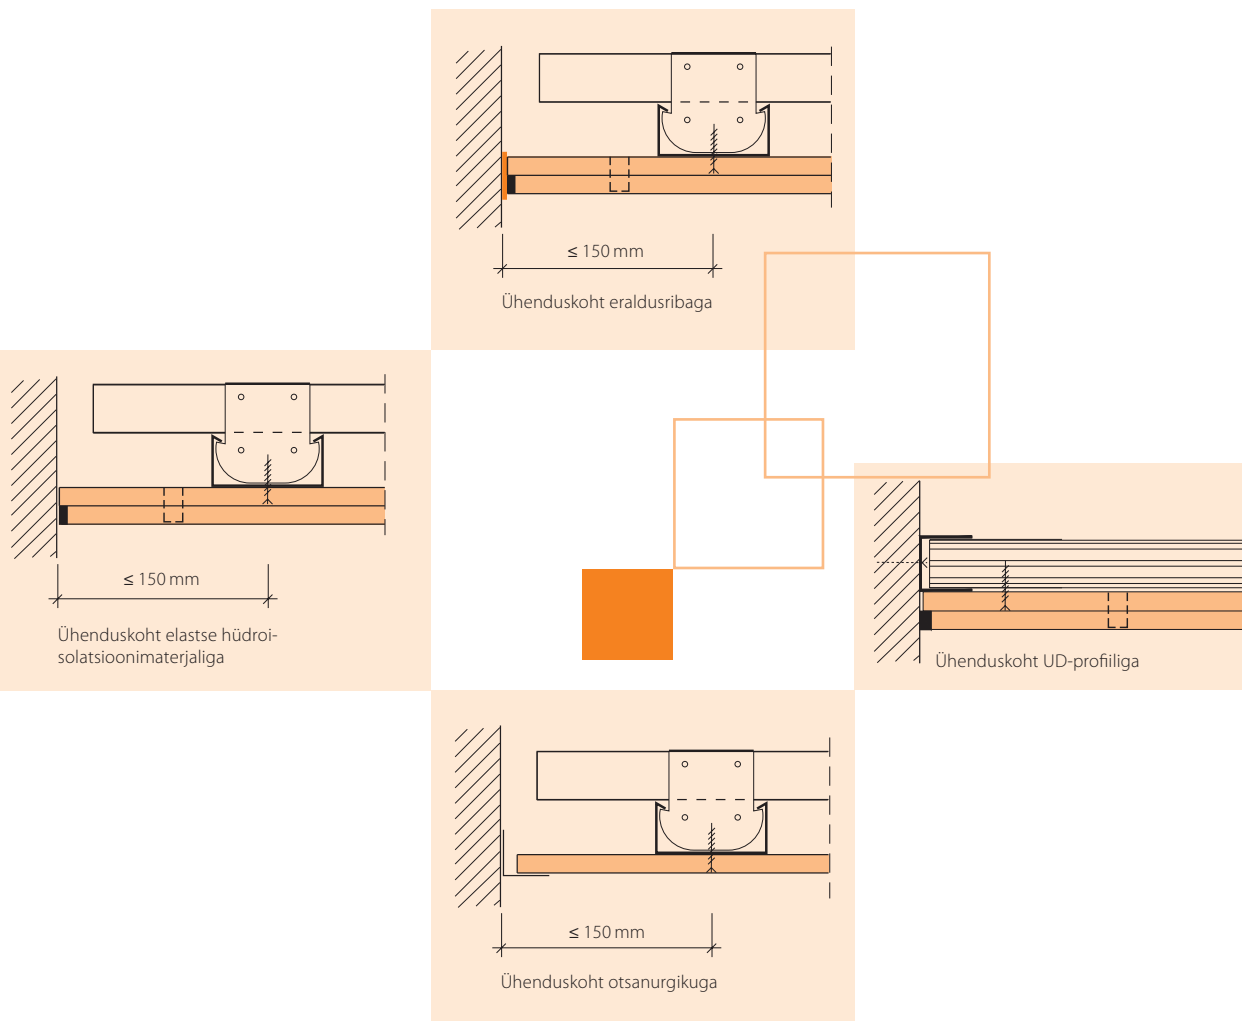 ≤ 150 mm
Ühenduskoht eraldusribaga
≤ 150 mm
Ühenduskoht elastse hüdroi-
solatsioonimaterjaliga
Ühenduskoht UD-profiiliga
≤ 150 mm
Ühenduskoht otsanurgikuga